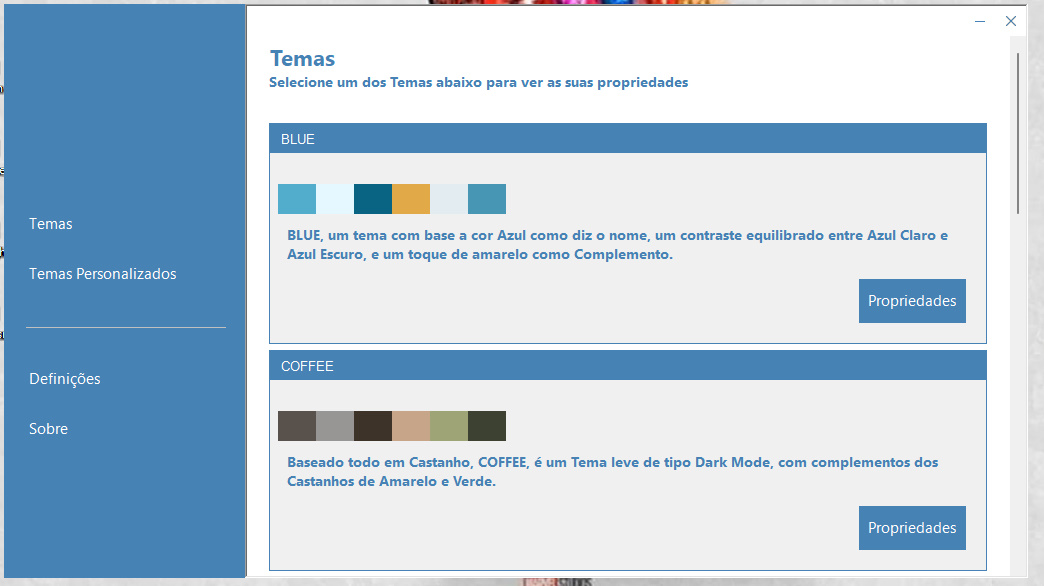 Temas
Temas Personalizados
Definições
Sobre
Temas
Selecione um dos Temas abaixo para ver as suas propriedades
BLUE
BLUE, um tema com base a cor Azul como diz o nome, um contraste equilibrado entre Azul Claro e
Azul Escuro, e um toque de amarelo como Complemento.
Propriedades
COFFEE
Baseado todo em Castanho, COFFEE, é um Tema leve de tipo Dark Mode, com complementos dos
Castanhos de Amarelo e Verde.
Propriedades